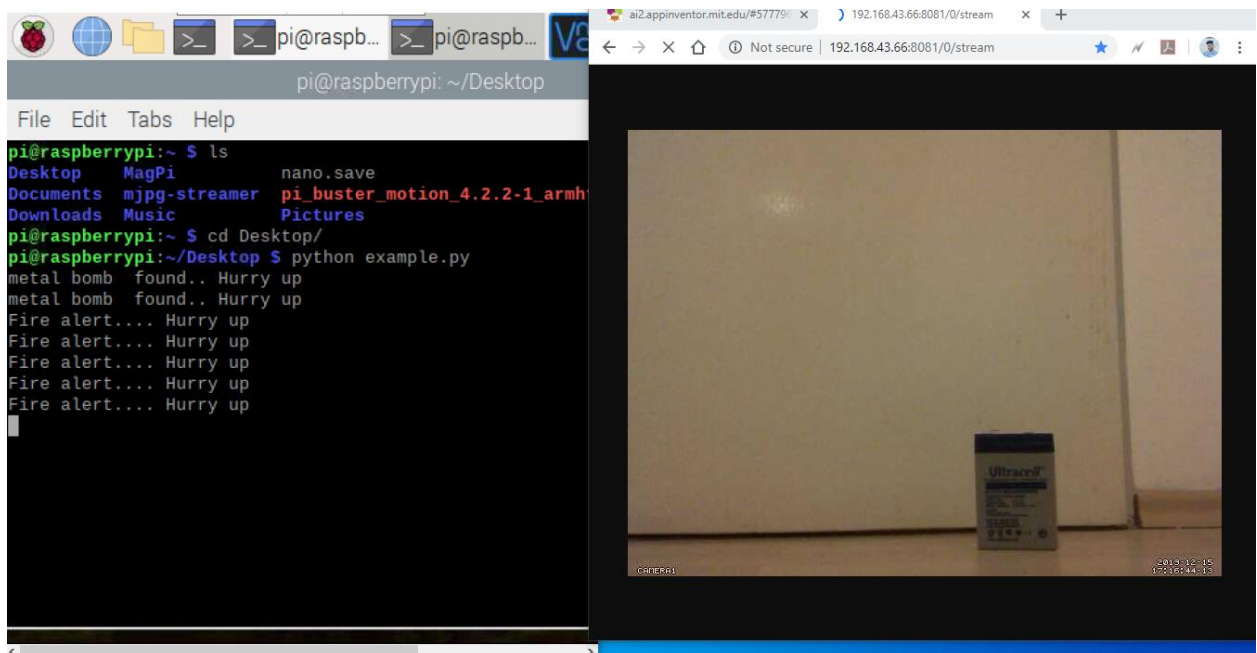 pi@raspb...
pi@raspb...
pi@raspberrypi: ~/Desktop
File Edit Tabs Help
pi@raspberrypi:~ $ ls
Desktop MagPi nano.save
Documents mjpg-streamer pi_buster_motion_4.2.2-1_armh
Downloads Music Pictures
pi@raspberrypi:~ $ cd Desktop/
pi@raspberrypi:~/Desktop $ python example.py
metal bomb found.. Hurry up
metal bomb found.. Hurry up
Fire alert.... Hurry up
Fire alert.... Hurry up
Fire alert.... Hurry up
Fire alert.... Hurry up
Fire alert.... Hurry up
ai2.appinventor.mit.edu/#57779
192.168.43.66:8081/0/stream
Not secure | 192.168.43.66:8081/0/stream
Ultracell
CAMERA1
2019-12-15
17:16:44-13